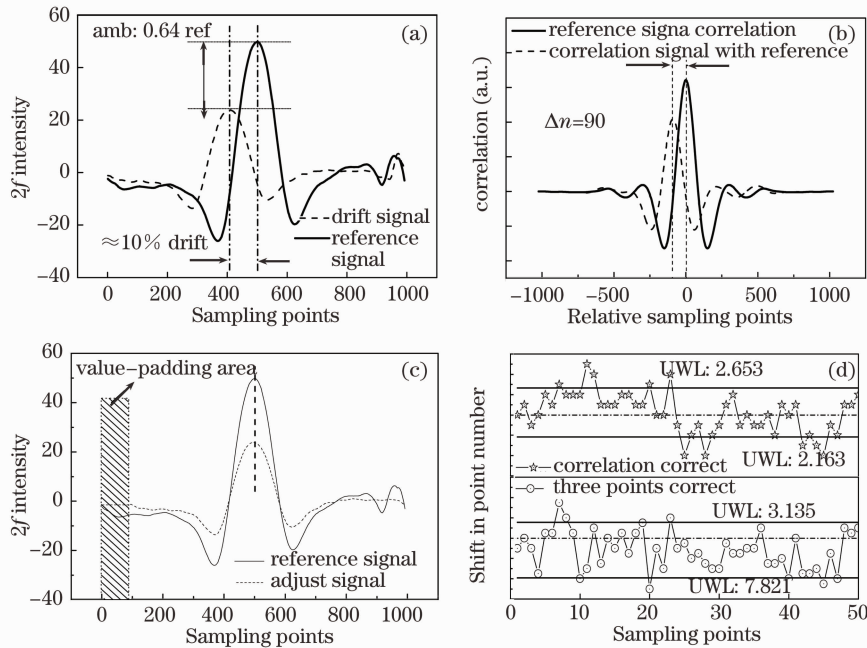 60
amb: 0.64 ref
(a)
40
20
0
-20
-40
2f intensity
drift signal
reference
signal
≈10% drift
0 200 400 600 800 1000
Sampling points
reference signa correlation
(b)
correlation signal with reference
Δn=90
correlation (a.u.)
-1000 -500 0 500 1000
Relative sampling points
60
value-padding area
(c)
40
20
0
-20
-40
2f intensity
reference signal
adjust signal
0 200 400 600 800 1000
Sampling points
UWL: 2.653
(d)
UWL: 2.163
correlation correct
three points correct
UWL: 3.135
UWL: 7.821
Shift in point number
0 10 20 30 40 50
Sampling points